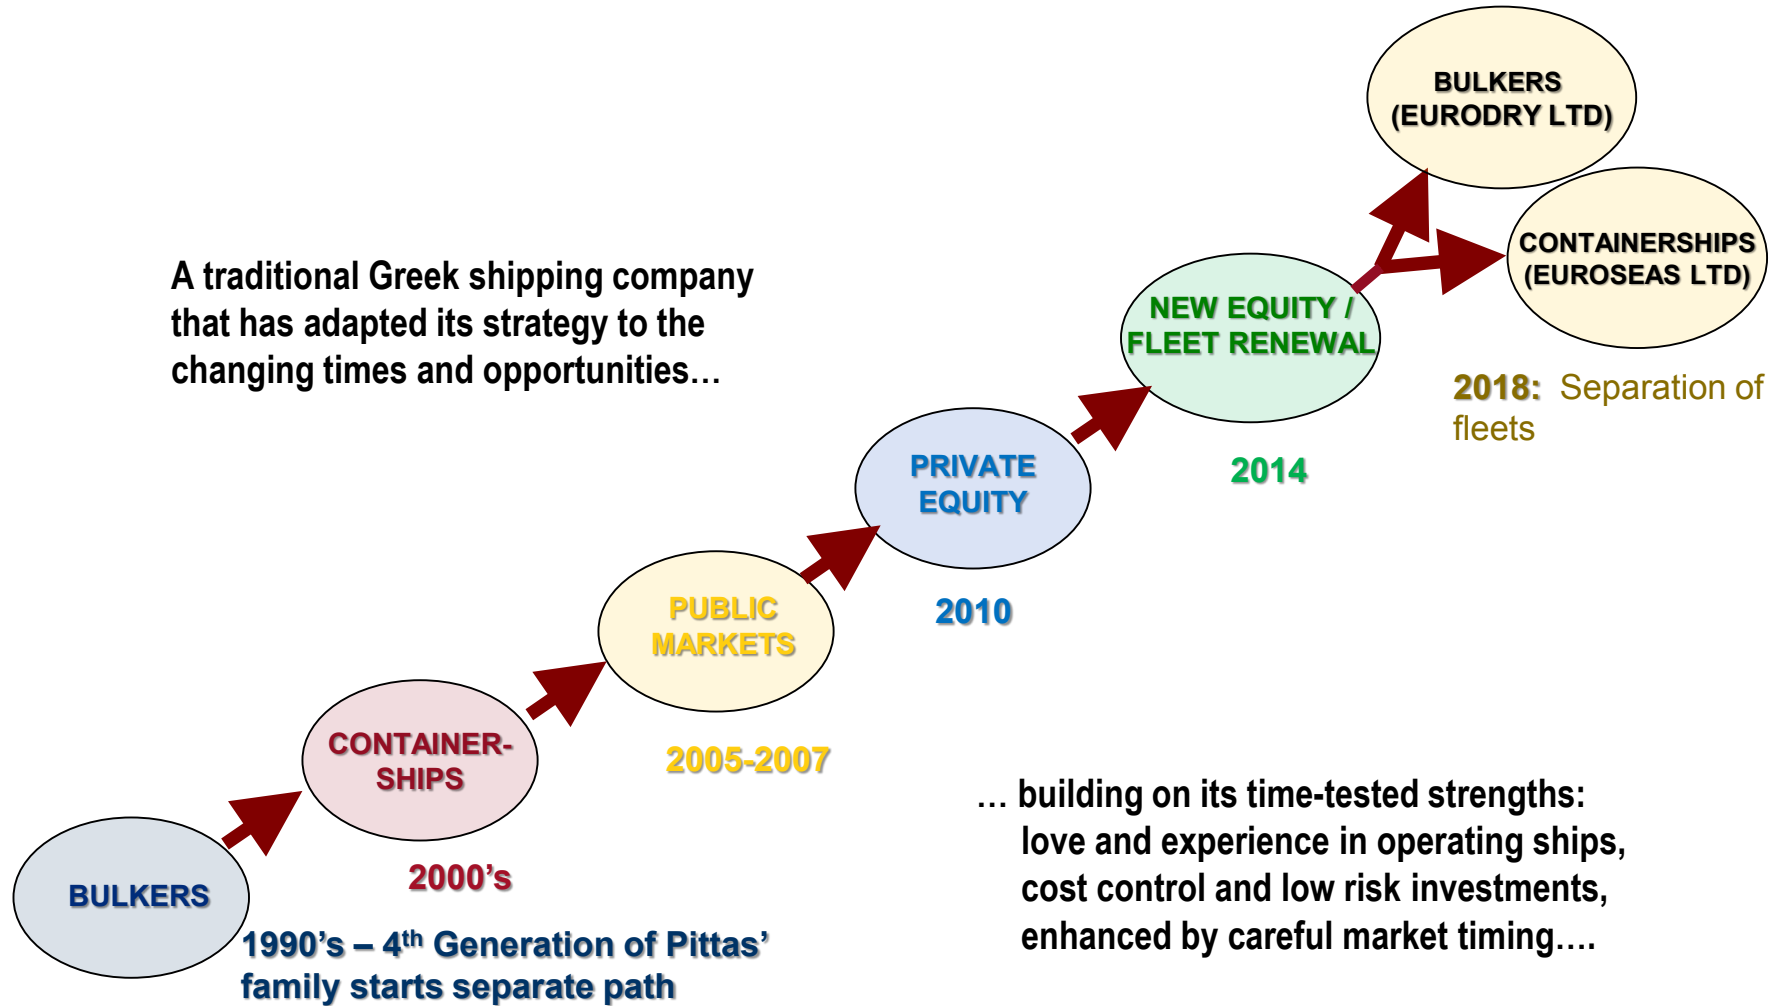 BULKERS
(EURODRY LTD)
CONTAINERSHIPS
(EUROSEAS LTD)
A traditional Greek shipping company
that has adapted its strategy to the
changing times and opportunities…
NEW EQUITY /
FLEET RENEWAL
2018: Separation of
fleets
2014
PRIVATE
EQUITY
2010
PUBLIC
MARKETS
2005-2007
CONTAINER-
SHIPS
2000’s
… building on its time-tested strengths:
love and experience in operating ships,
cost control and low risk investments,
enhanced by careful market timing….
BULKERS
1990’s – 4th Generation of Pittas’
family starts separate path